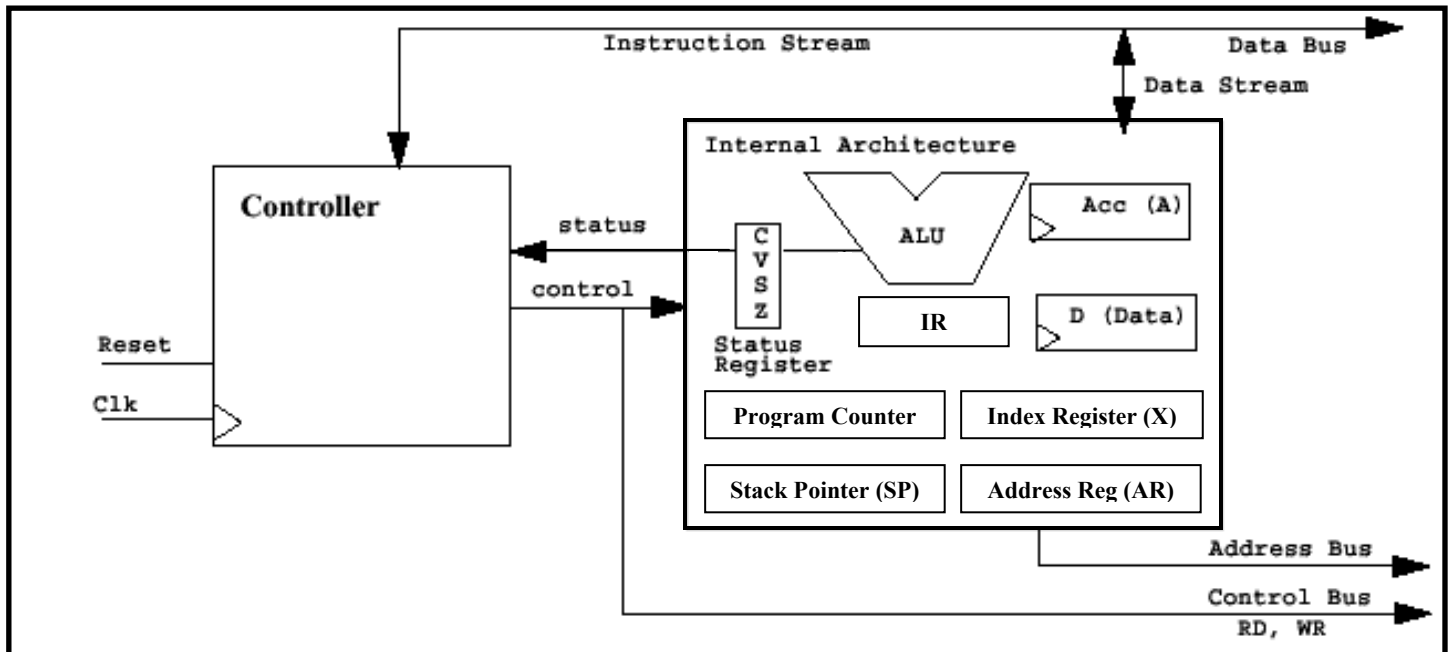 Instruction Stream
Data Bus
Data Stream
Internal Architecture
Controller
Acc (A)
status
C
V
S
Z
ALU
control
IR
D (Data)
Reset
Status
Register
Clk
Program Counter
Index Register (X)
Stack Pointer (SP)
Address Reg (AR)
Address Bus
Control Bus
RD, WR